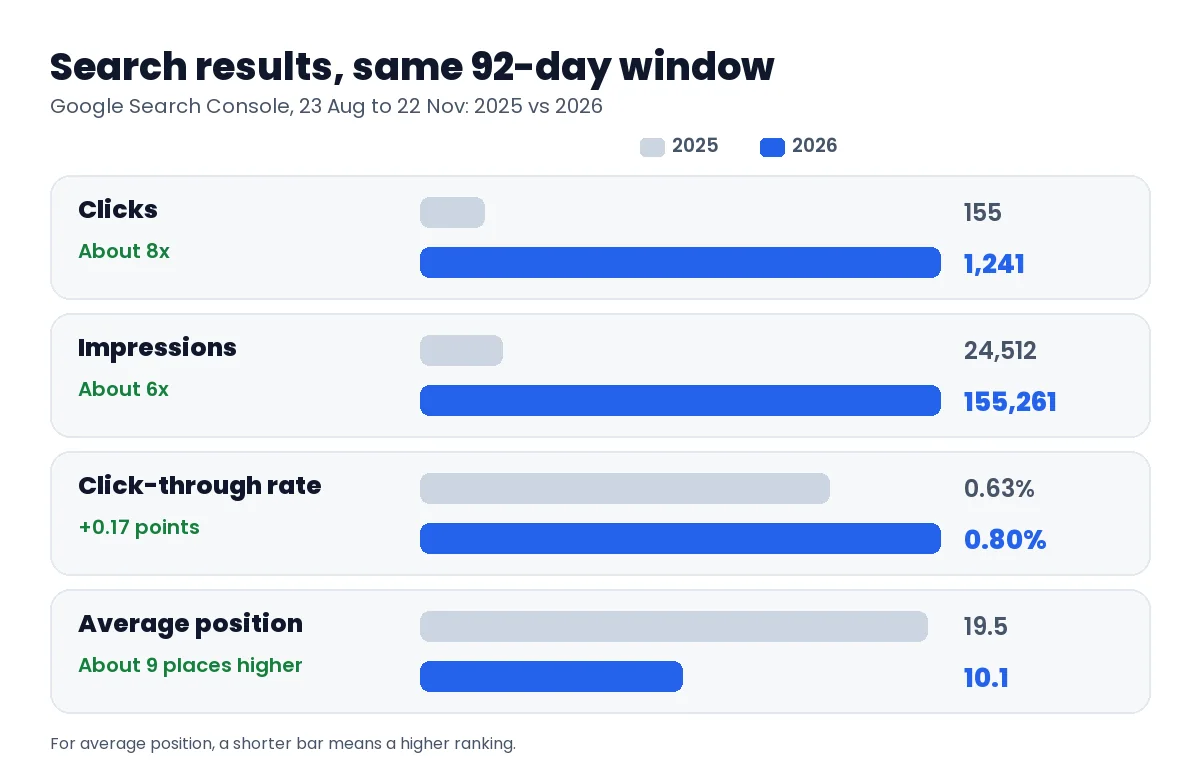 Search results, same 92-day window
Google Search Console, 23 Aug to 22 Nov: 2025 vs 2026
2025 2026
Clicks 155
About 8x 1,241
Impressions 24,512
About 6x 155,261
Click-through rate 0.63%
+0.17 points 0.80%
Average position 19.5
About 9 places higher 10.1
For average position, a shorter bar means a higher ranking.